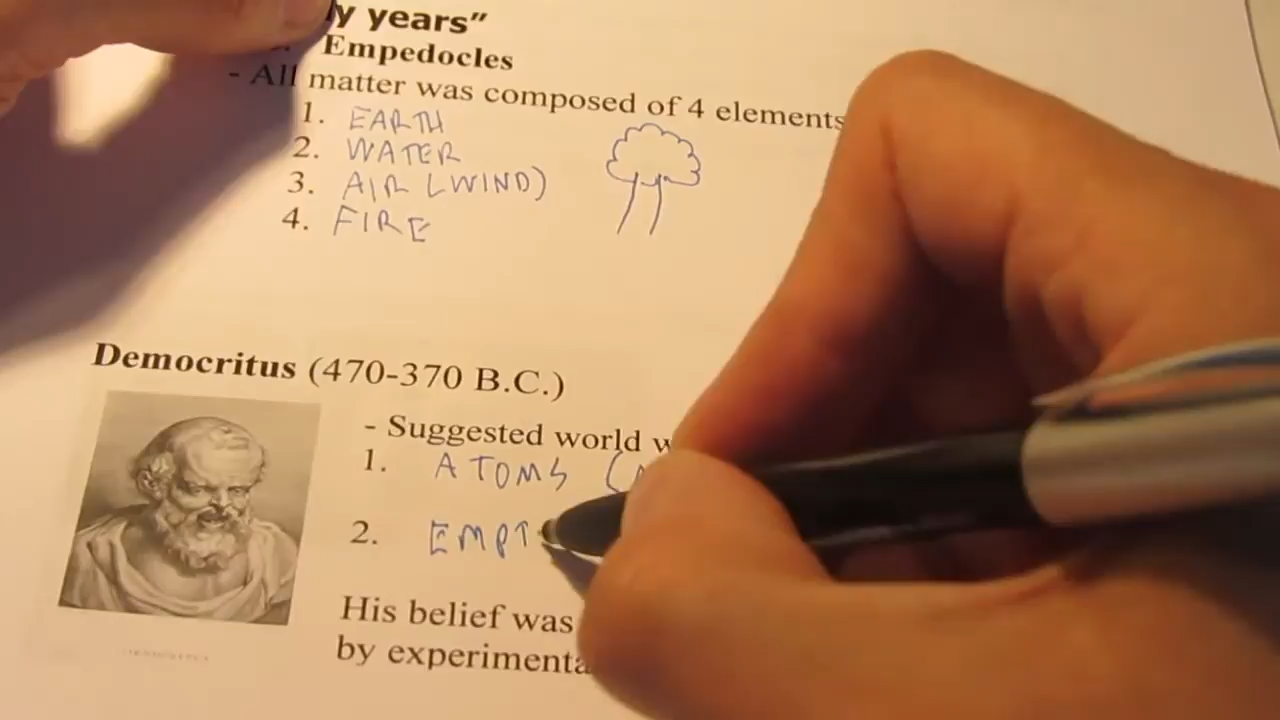 y years"
Empedocles
- All matter was composed of 4 elements
1. EARTH
2. WATER
3. AIR (WIND)
4. FIRE
Democritus (470-370 B.C.)
- Suggested world w
1. ATOMS (
2. EMPT
His belief was
by experimenta